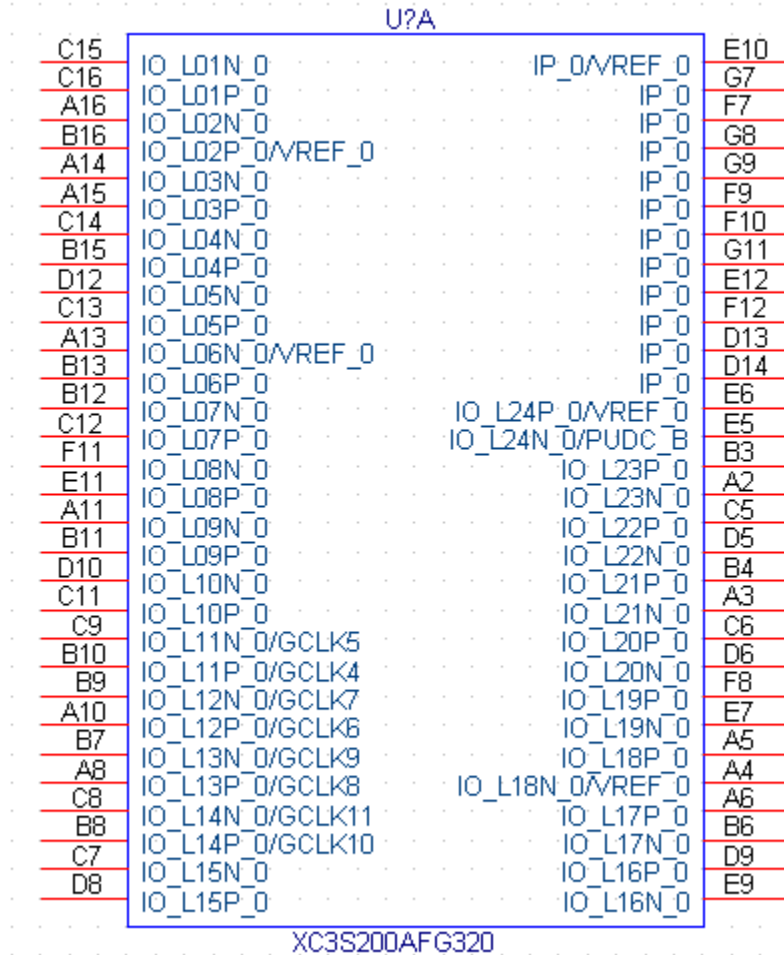 U?A
C15 IO_L01N_0 IP_0/VREF_0 E10
C16 IO_L01P_0 IP_0 G7
A16 IO_L02N_0 IP_0 F7
B16 IO_L02P_0/VREF_0 IP_0 G8
A14 IO_L03N_0 IP_0 G9
A15 IO_L03P_0 IP_0 F9
C14 IO_L04N_0 IP_0 F10
B15 IO_L04P_0 IP_0 G11
D12 IO_L05N_0 IP_0 E12
C13 IO_L05P_0 IP_0 F12
A13 IO_L06N_0/VREF_0 IP_0 D13
B13 IO_L06P_0 IP_0 D14
B12 IO_L07N_0 IO_L24P_0/VREF_0 E6
C12 IO_L07P_0 IO_L24N_0/PUDC_B E5
F11 IO_L08N_0 IO_L23P_0 B3
E11 IO_L08P_0 IO_L23N_0 A2
A11 IO_L09N_0 IO_L22P_0 C5
B11 IO_L09P_0 IO_L22N_0 D5
D10 IO_L10N_0 IO_L21P_0 B4
C11 IO_L10P_0 IO_L21N_0 A3
C9 IO_L11N_0/GCLK5 IO_L20P_0 C6
B10 IO_L11P_0/GCLK4 IO_L20N_0 D6
B9 IO_L12N_0/GCLK7 IO_L19P_0 F8
A10 IO_L12P_0/GCLK6 IO_L19N_0 E7
B7 IO_L13N_0/GCLK9 IO_L18P_0 A5
A8 IO_L13P_0/GCLK8 IO_L18N_0/VREF_0 A4
C8 IO_L14N_0/GCLK11 IO_L17P_0 A6
B8 IO_L14P_0/GCLK10 IO_L17N_0 B6
C7 IO_L15N_0 IO_L16P_0 D9
D8 IO_L15P_0 IO_L16N_0 E9
XC3S200AFG320